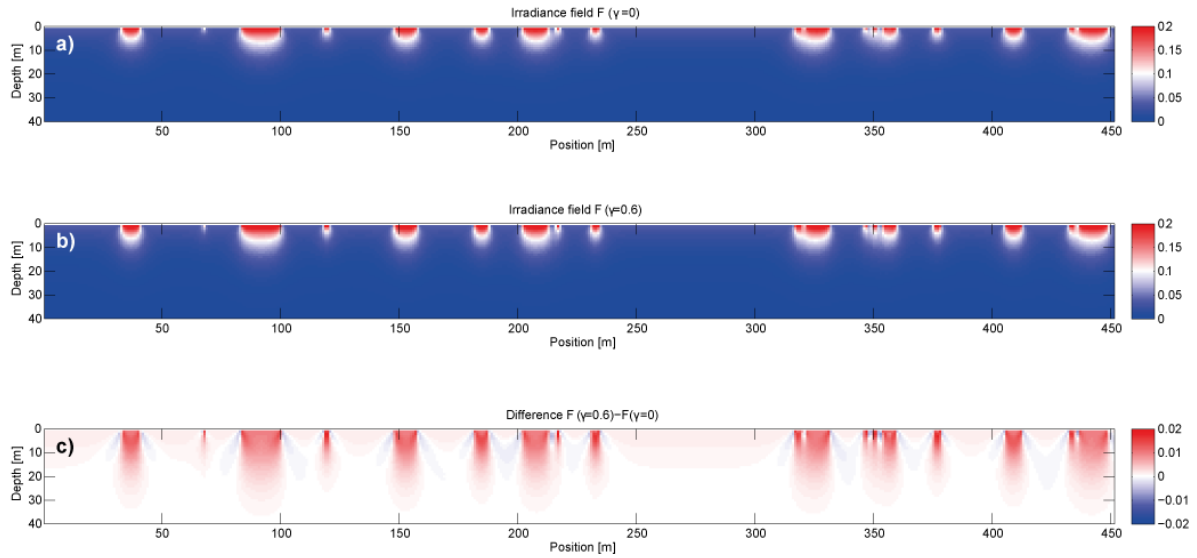 Irradiance field F (γ=0)
a)
0
10
20
30
40
Depth [m]
50 100 150 200 250 300 350 400 450
Position [m]
0.2
0.15
0.1
0.05
0
Irradiance field F (γ=0.6)
b)
0
10
20
30
40
Depth [m]
50 100 150 200 250 300 350 400 450
Position [m]
0.2
0.15
0.1
0.05
0
Difference F (γ=0.6)−F(γ=0)
c)
0
10
20
30
40
Depth [m]
50 100 150 200 250 300 350 400 450
Position [m]
0.02
0.01
0
−0.01
−0.02